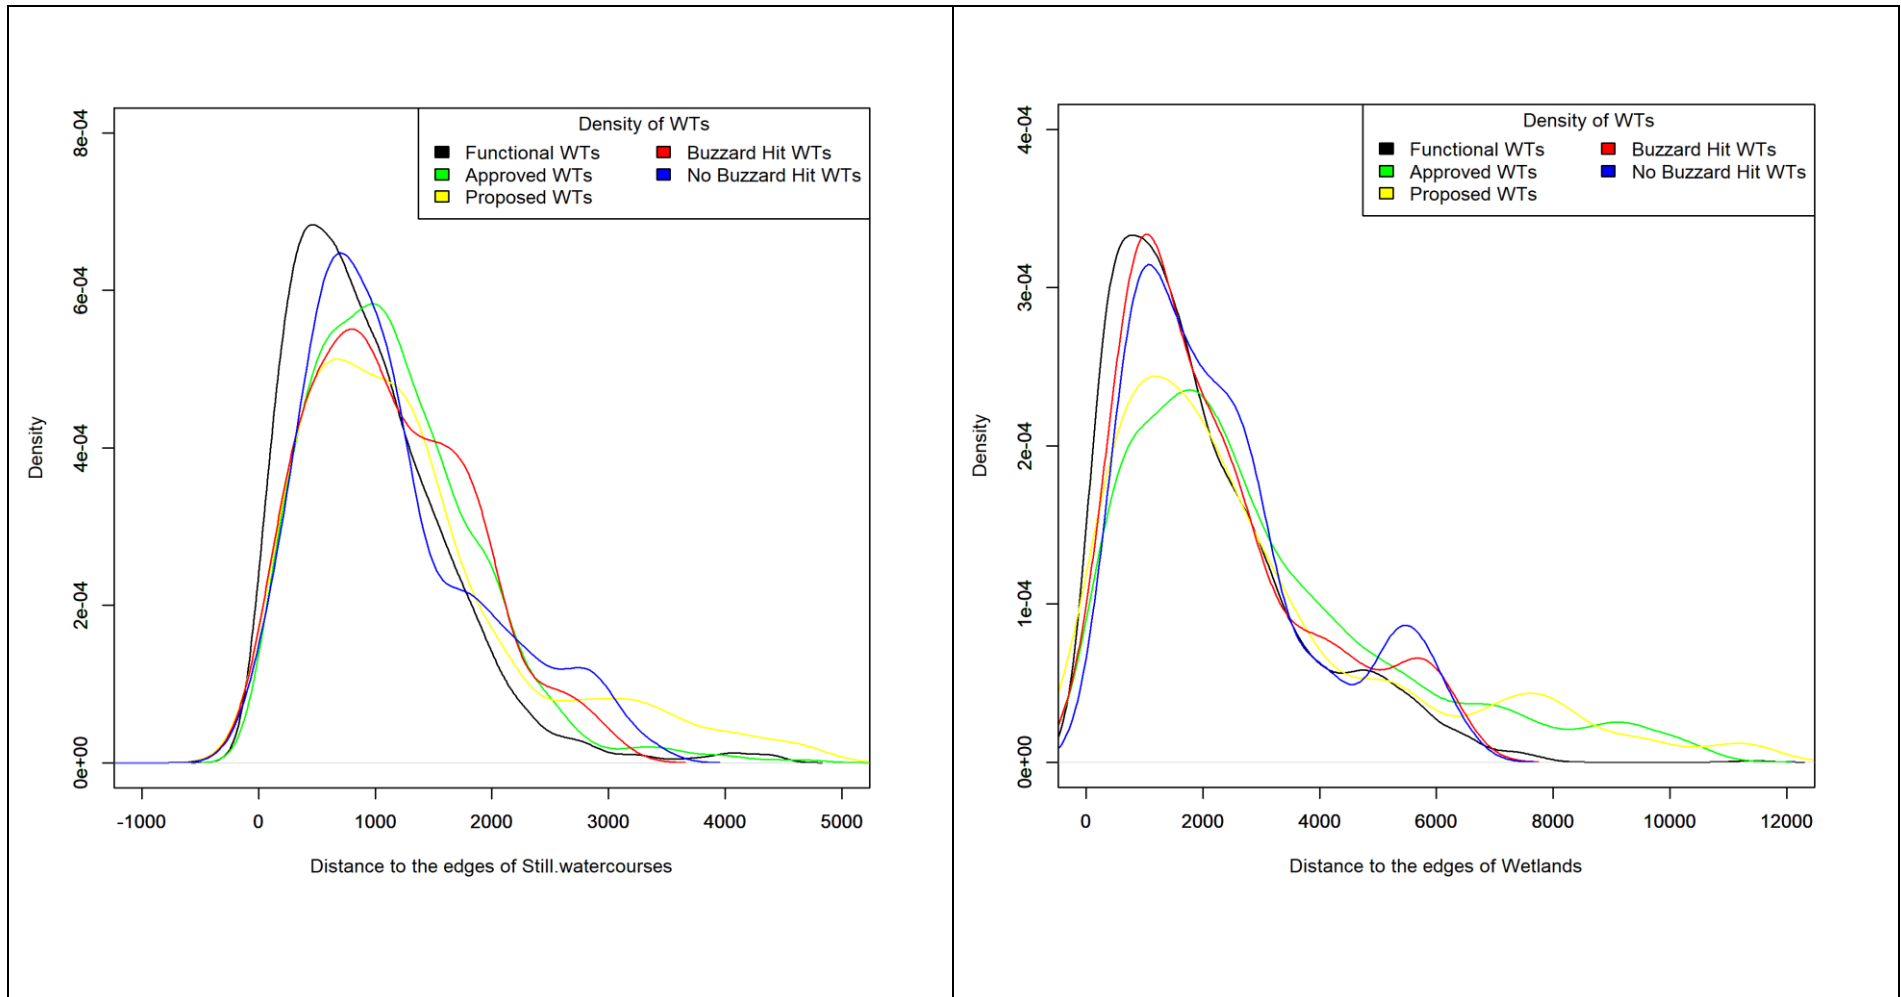 Density of WTs
Functional WTs Buzzard Hit WTs
Approved WTs No Buzzard Hit WTs
Proposed WTs
8e-04
6e-04
4e-04
2e-04
0e+00
Density
-1000 0 1000 2000 3000 4000 5000
Distance to the edges of Still.watercourses
Density of WTs
Functional WTs Buzzard Hit WTs
Approved WTs No Buzzard Hit WTs
Proposed WTs
4e-04
3e-04
2e-04
1e-04
0e+00
Density
0 2000 4000 6000 8000 10000 12000
Distance to the edges of Wetlands